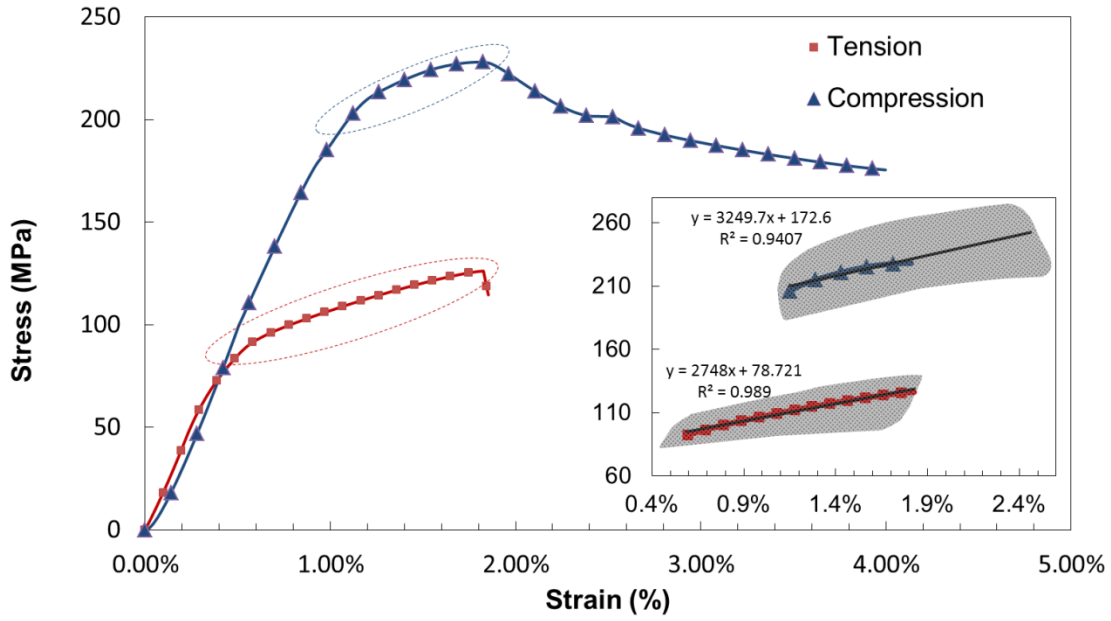 250
200
150
100
50
0
Stress (MPa)
Tension
Compression
260
210
160
110
60
y = 3249.7x + 172.6
R² = 0.9407
y = 2748x + 78.721
R² = 0.989
0.4%
0.9%
1.4%
1.9%
2.4%
0.00%
1.00%
2.00%
3.00%
4.00%
5.00%
Strain (%)